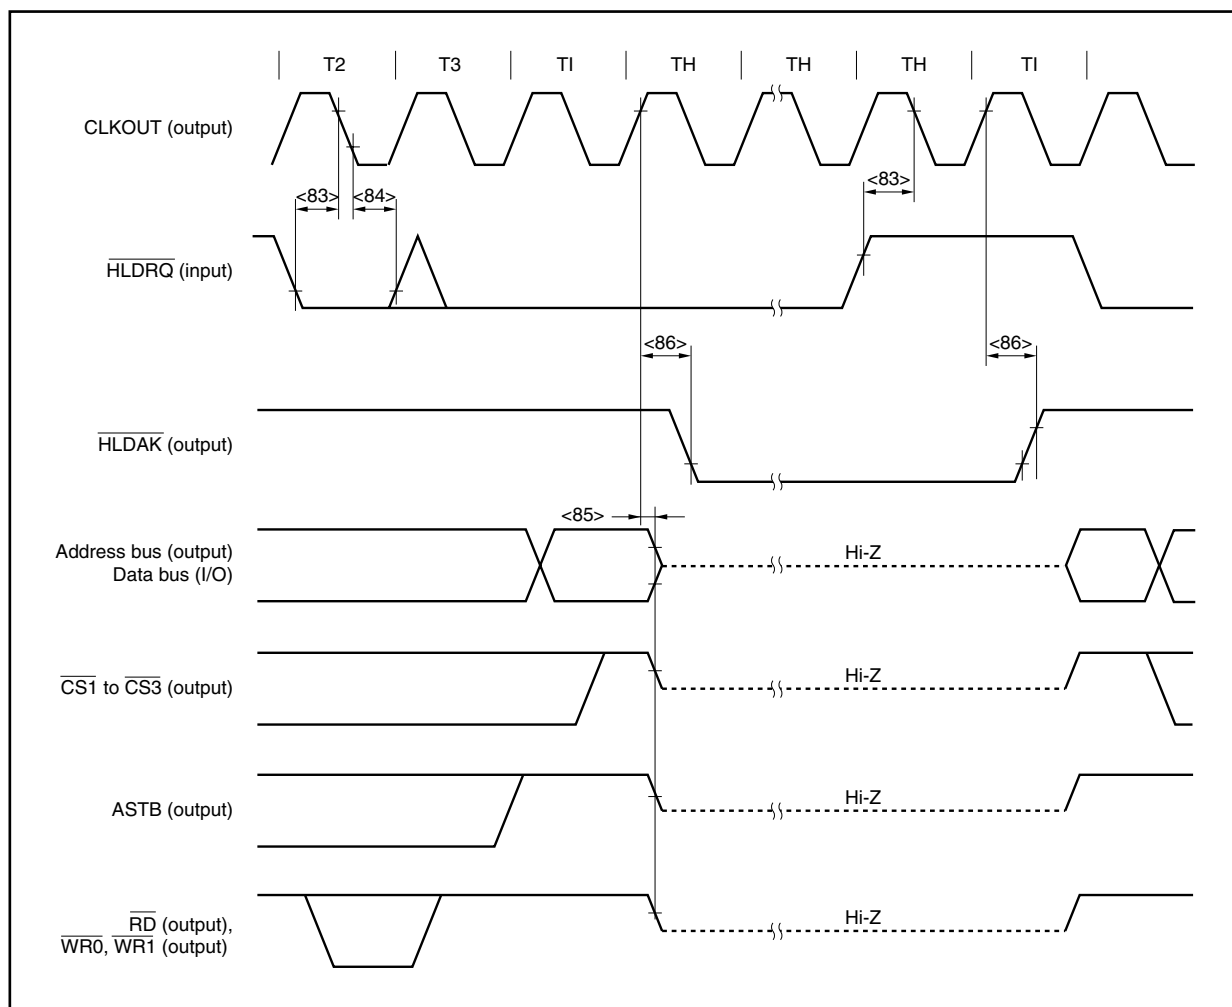 T2 T3 TI TH TH TH TI
CLKOUT (output)
<83> <84> <83>
HLDRQ (input)
<86> <86>
HLDAK (output)
<85>
Address bus (output)
Data bus (I/O)
Hi-Z
CS1 to CS3 (output)
Hi-Z
ASTB (output)
Hi-Z
RD (output),
WR0, WR1 (output)
Hi-Z